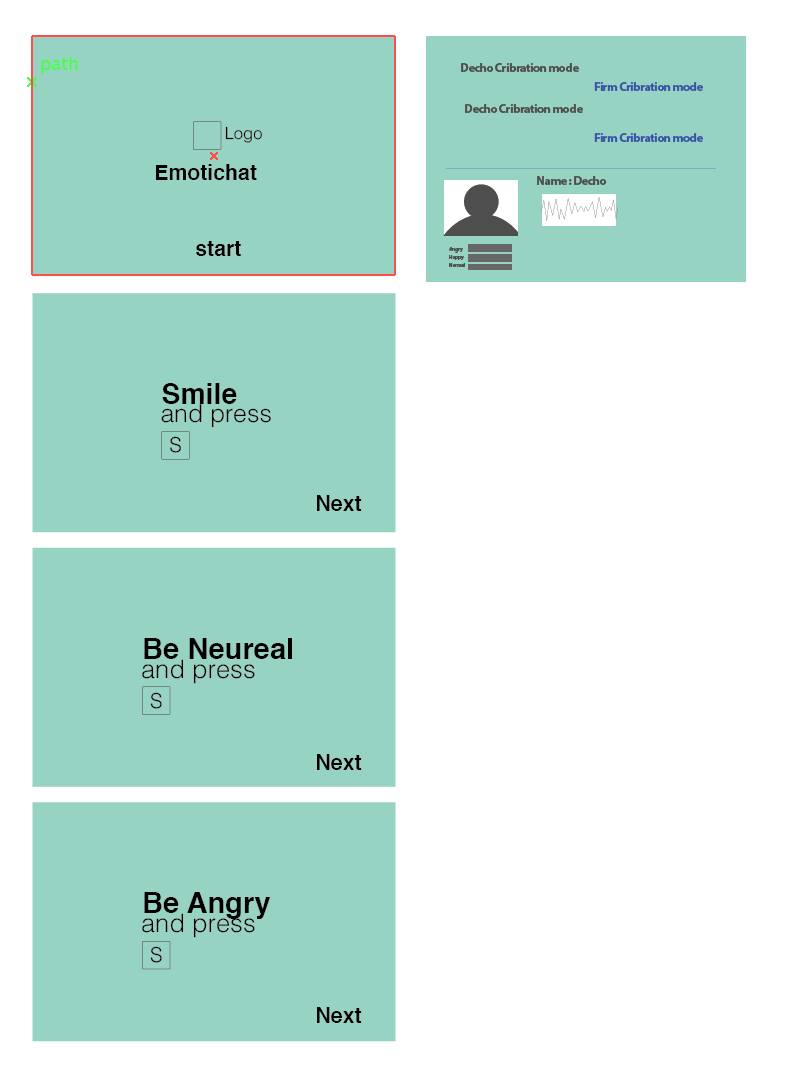 path
Logo
Emotichat
start
Smile
and press
S
Next
Be Neureal
and press
S
Next
Be Angry
and press
S
Next
Decho Cribration mode
Firm Cribration mode
Decho Cribration mode
Firm Cribration mode
Name : Decho
Angry
Happy
Nureual